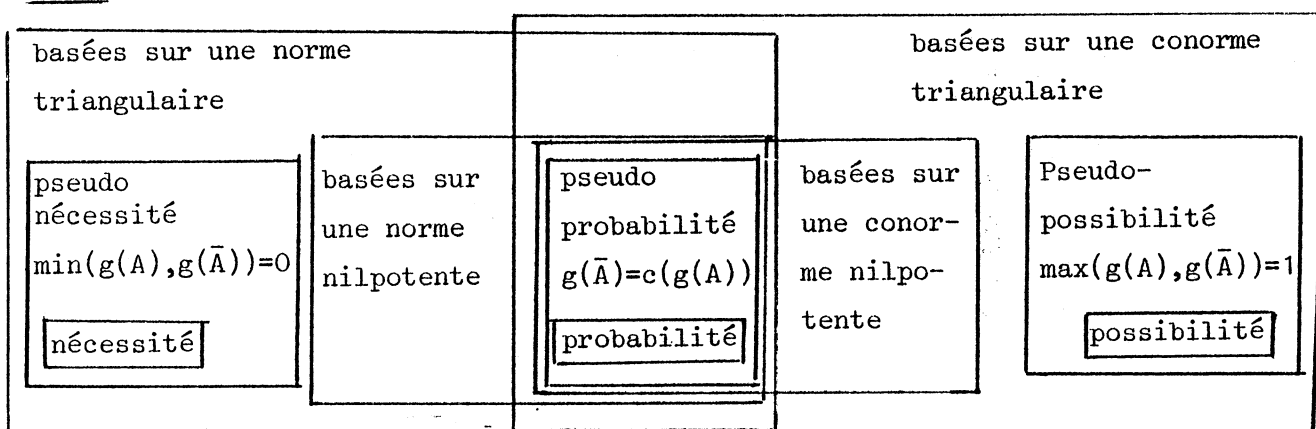 basées sur une norme
triangulaire
basées sur une conorme
triangulaire
pseudo
nécessité
min(g(A),g(Ā))=0
nécessité
basées sur
une norme
nilpotente
pseudo
probabilité
g(Ā)=c(g(A))
probabilité
basées sur
une conor-
me nilpo-
tente
Pseudo-
possibilité
max(g(A),g(Ā))=1
possibilité